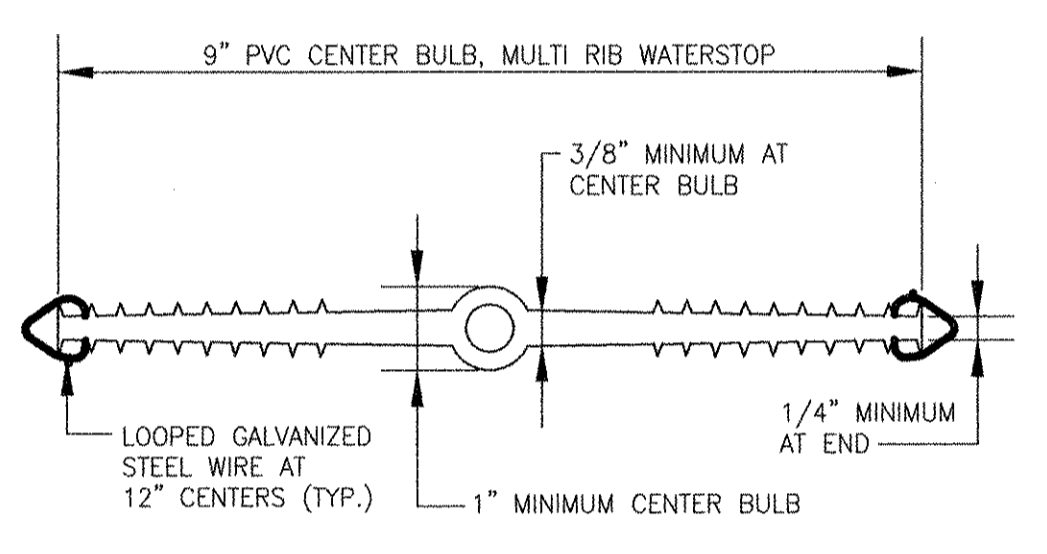 9" PVC CENTER BULB, MULTI RIB WATERSTOP
3/8" MINIMUM AT
CENTER BULB
1/4" MINIMUM
AT END
LOOPED GALVANIZED
STEEL WIRE AT
12" CENTERS (TYP.)
1" MINIMUM CENTER BULB